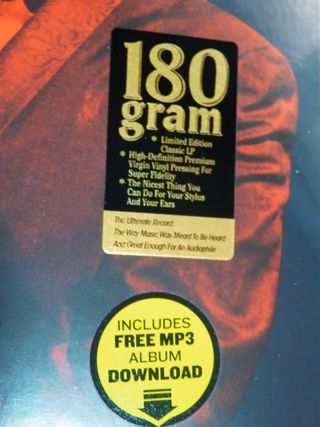 180
gram
* Limited Edition
Classic LP
* High-Definition Premium
Virgin Vinyl Pressing For
Super Fidelity
* The Nicest Thing You
Can Do For Your Stylus
And Your Ears
The Ultimate Record:
The Way Music Was Meant To Be Heard
And Great Enough For An Audiophile
INCLUDES
FREE MP3
ALBUM
DOWNLOAD